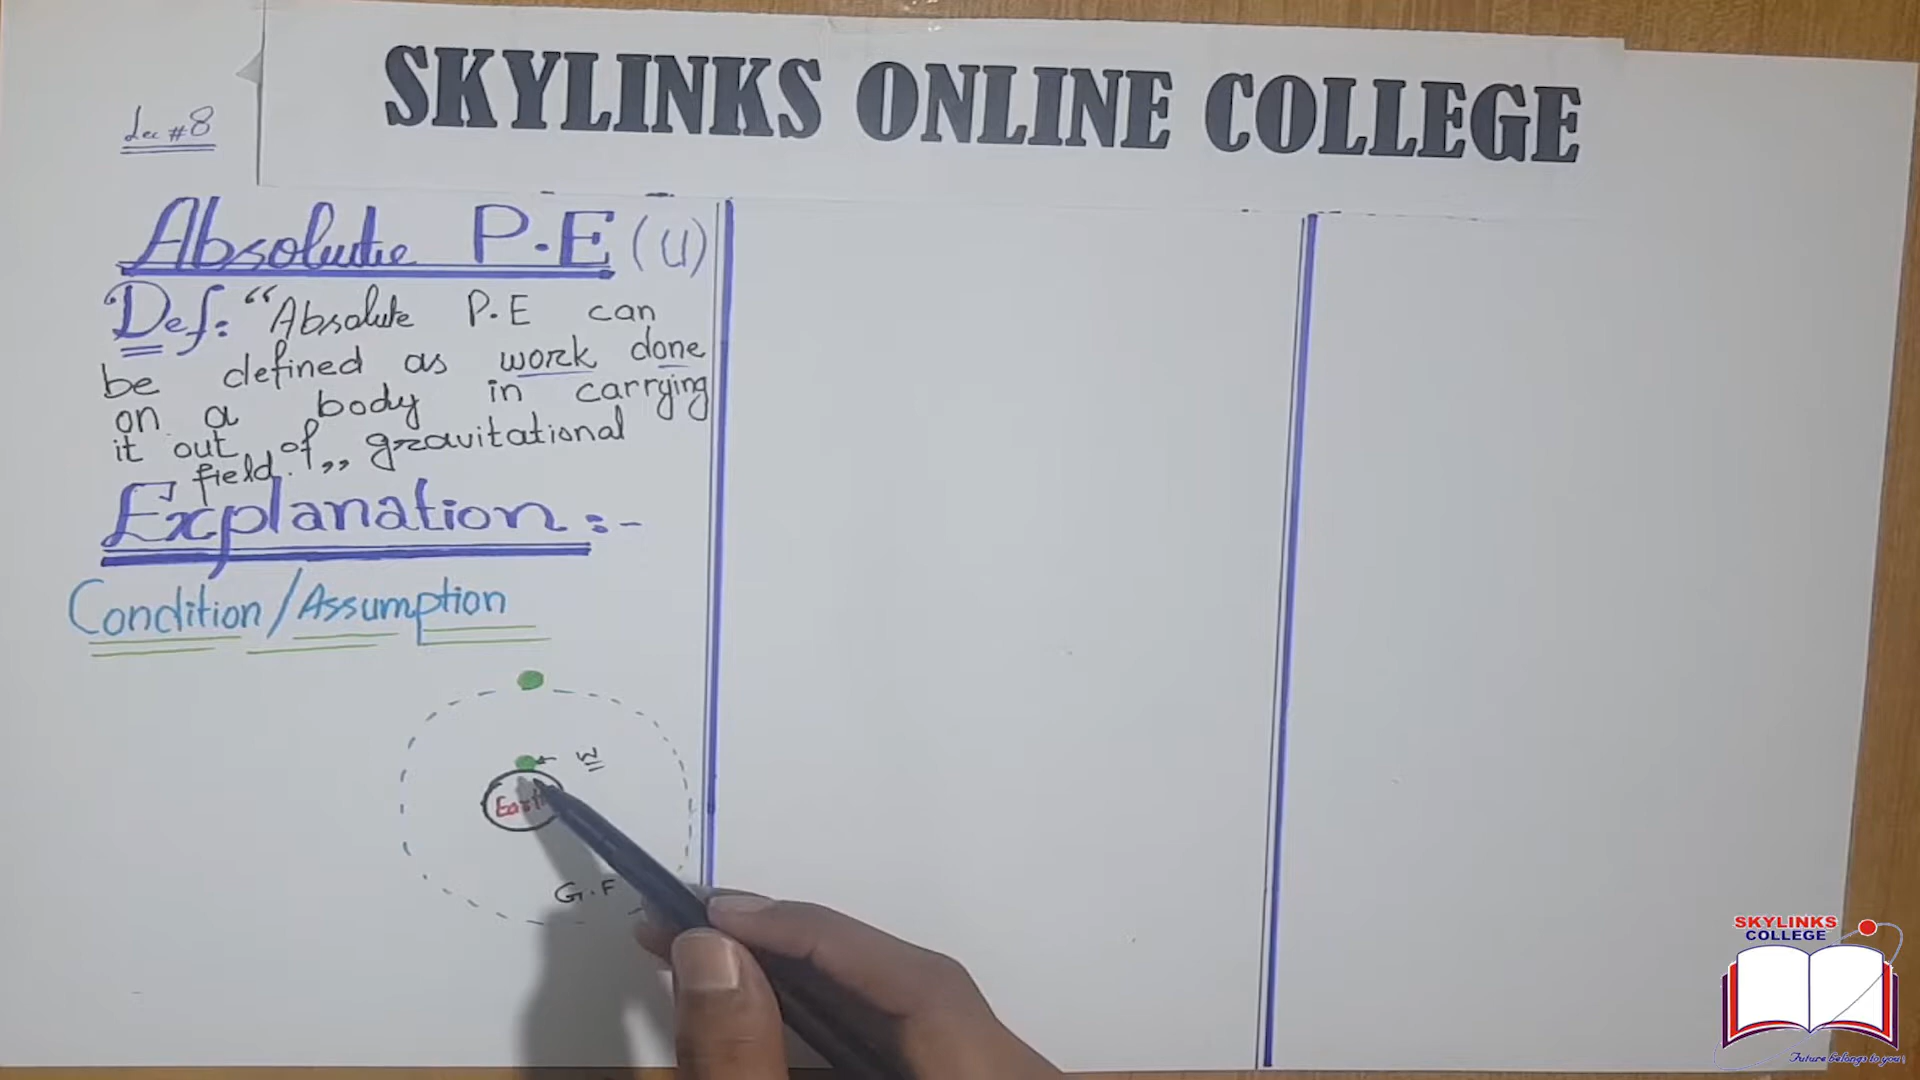 SKYLINKS ONLINE COLLEGE
Lec #8
Absolute P.E (U)
Def: "Absolute P.E can
be defined as work done
on a body in carrying
it out of gravitational
field.,,
Explanation :-
Condition/Assumption
W
Earth
G.F
SKYLINKS
COLLEGE
Future belongs to you!